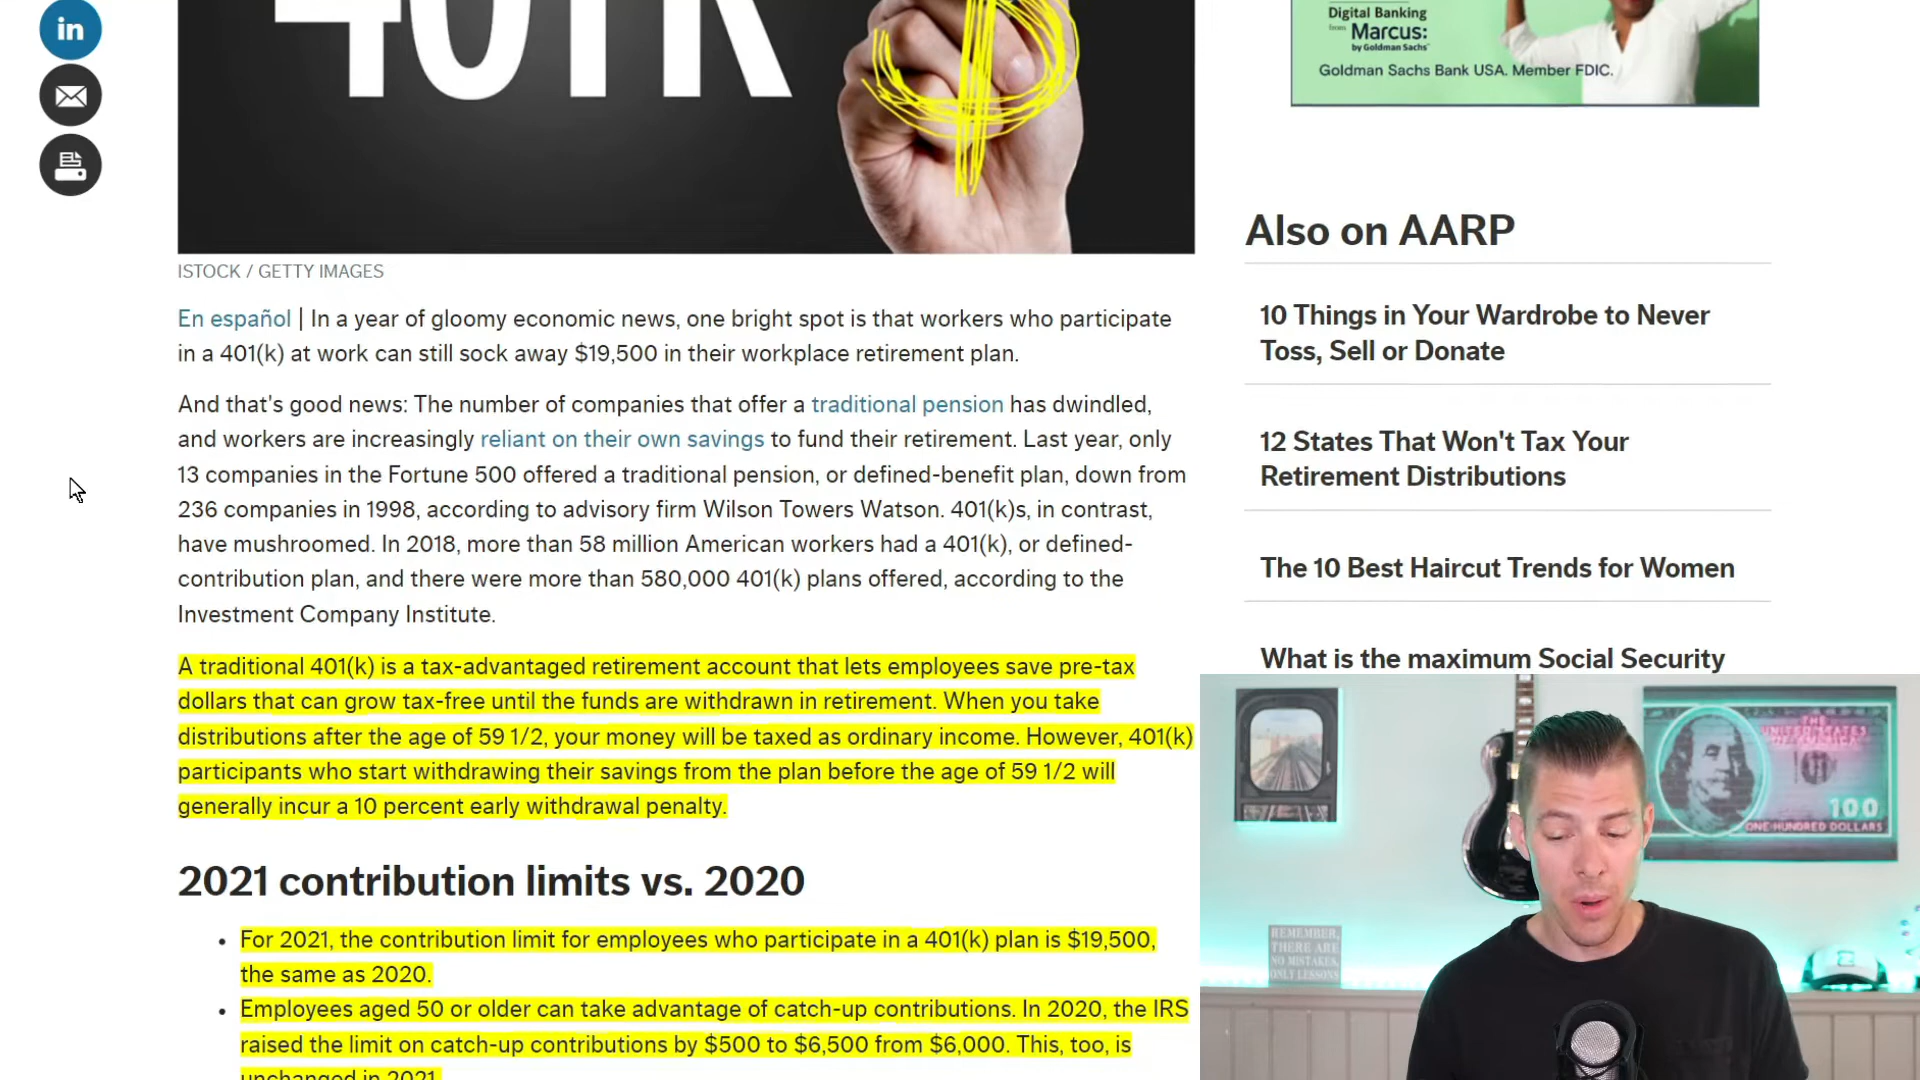 in
401K
Digital Banking
from Marcus:
by Goldman Sachs
Goldman Sachs Bank USA. Member FDIC.
ISTOCK / GETTY IMAGES
En español | In a year of gloomy economic news, one bright spot is that workers who participate
in a 401(k) at work can still sock away $19,500 in their workplace retirement plan.
And that's good news: The number of companies that offer a traditional pension has dwindled,
and workers are increasingly reliant on their own savings to fund their retirement. Last year, only
13 companies in the Fortune 500 offered a traditional pension, or defined-benefit plan, down from
236 companies in 1998, according to advisory firm Wilson Towers Watson. 401(k)s, in contrast,
have mushroomed. In 2018, more than 58 million American workers had a 401(k), or defined-
contribution plan, and there were more than 580,000 401(k) plans offered, according to the
Investment Company Institute.
A traditional 401(k) is a tax-advantaged retirement account that lets employees save pre-tax
dollars that can grow tax-free until the funds are withdrawn in retirement. When you take
distributions after the age of 59 1/2, your money will be taxed as ordinary income. However, 401(k)
participants who start withdrawing their savings from the plan before the age of 59 1/2 will
generally incur a 10 percent early withdrawal penalty.
2021 contribution limits vs. 2020
• For 2021, the contribution limit for employees who participate in a 401(k) plan is $19,500,
the same as 2020.
• Employees aged 50 or older can take advantage of catch-up contributions. In 2020, the IRS
raised the limit on catch-up contributions by $500 to $6,500 from $6,000. This, too, is
unchanged in 2021.
Also on AARP
10 Things in Your Wardrobe to Never
Toss, Sell or Donate
12 States That Won't Tax Your
Retirement Distributions
The 10 Best Haircut Trends for Women
What is the maximum Social Security
THE
UNITED STATES
100
ONE HUNDRED DOLLARS
REMEMBER,
THERE ARE
NO MISTAKES,
ONLY LESSONS